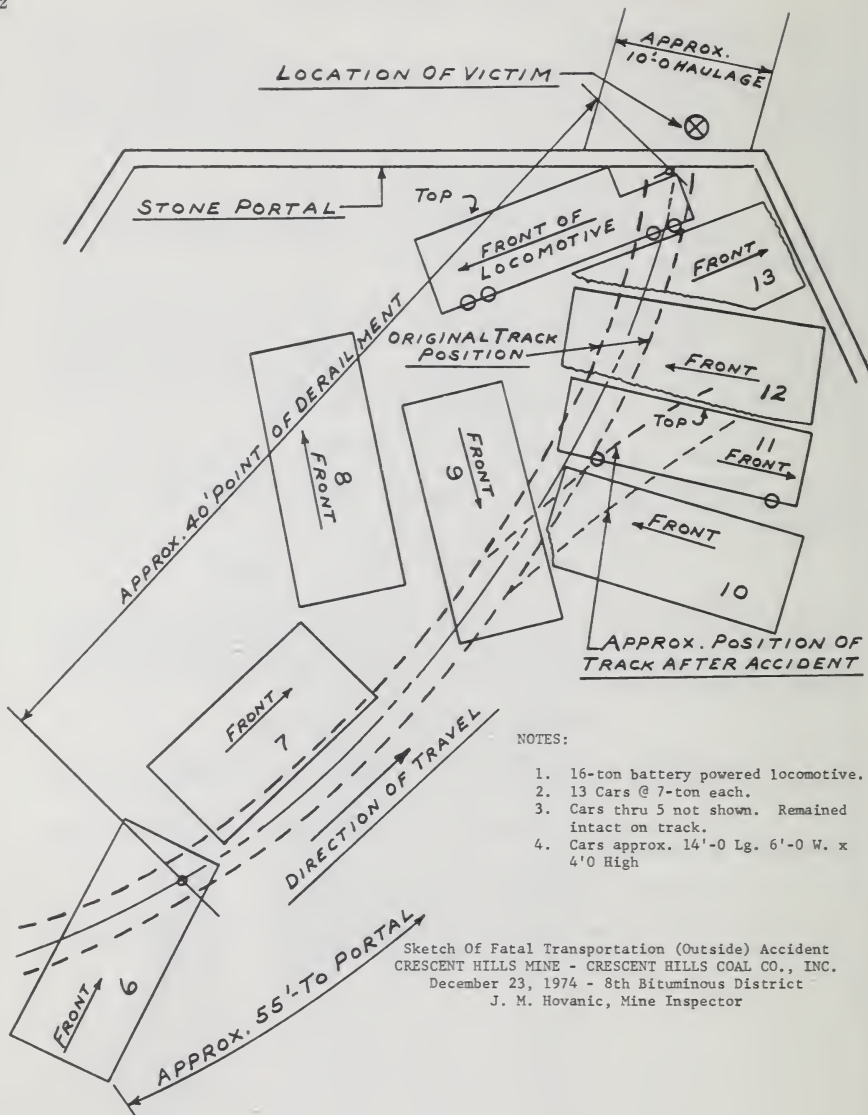 2
APPROX.
10'-0 HAULAGE
LOCATION OF VICTIM
STONE PORTAL
TOP
FRONT OF
LOCOMOTIVE
FRONT
13
ORIGINAL TRACK
POSITION
FRONT
12
TOP
11
FRONT
8
FRONT
FRONT
9
FRONT
10
APPROX. 40' POINT OF DERAILMENT
APPROX. POSITION OF
TRACK AFTER ACCIDENT
FRONT
7
DIRECTION OF TRAVEL
FRONT
6
APPROX. 55'-TO PORTAL
NOTES:
1. 16-ton battery powered locomotive.
2. 13 Cars @ 7-ton each.
3. Cars thru 5 not shown. Remained
intact on track.
4. Cars approx. 14'-0 Lg. 6'-0 W. x
4'0 High
Sketch Of Fatal Transportation (Outside) Accident
CRESCENT HILLS MINE - CRESCENT HILLS COAL CO., INC.
December 23, 1974 - 8th Bituminous District
J. M. Hovanic, Mine Inspector